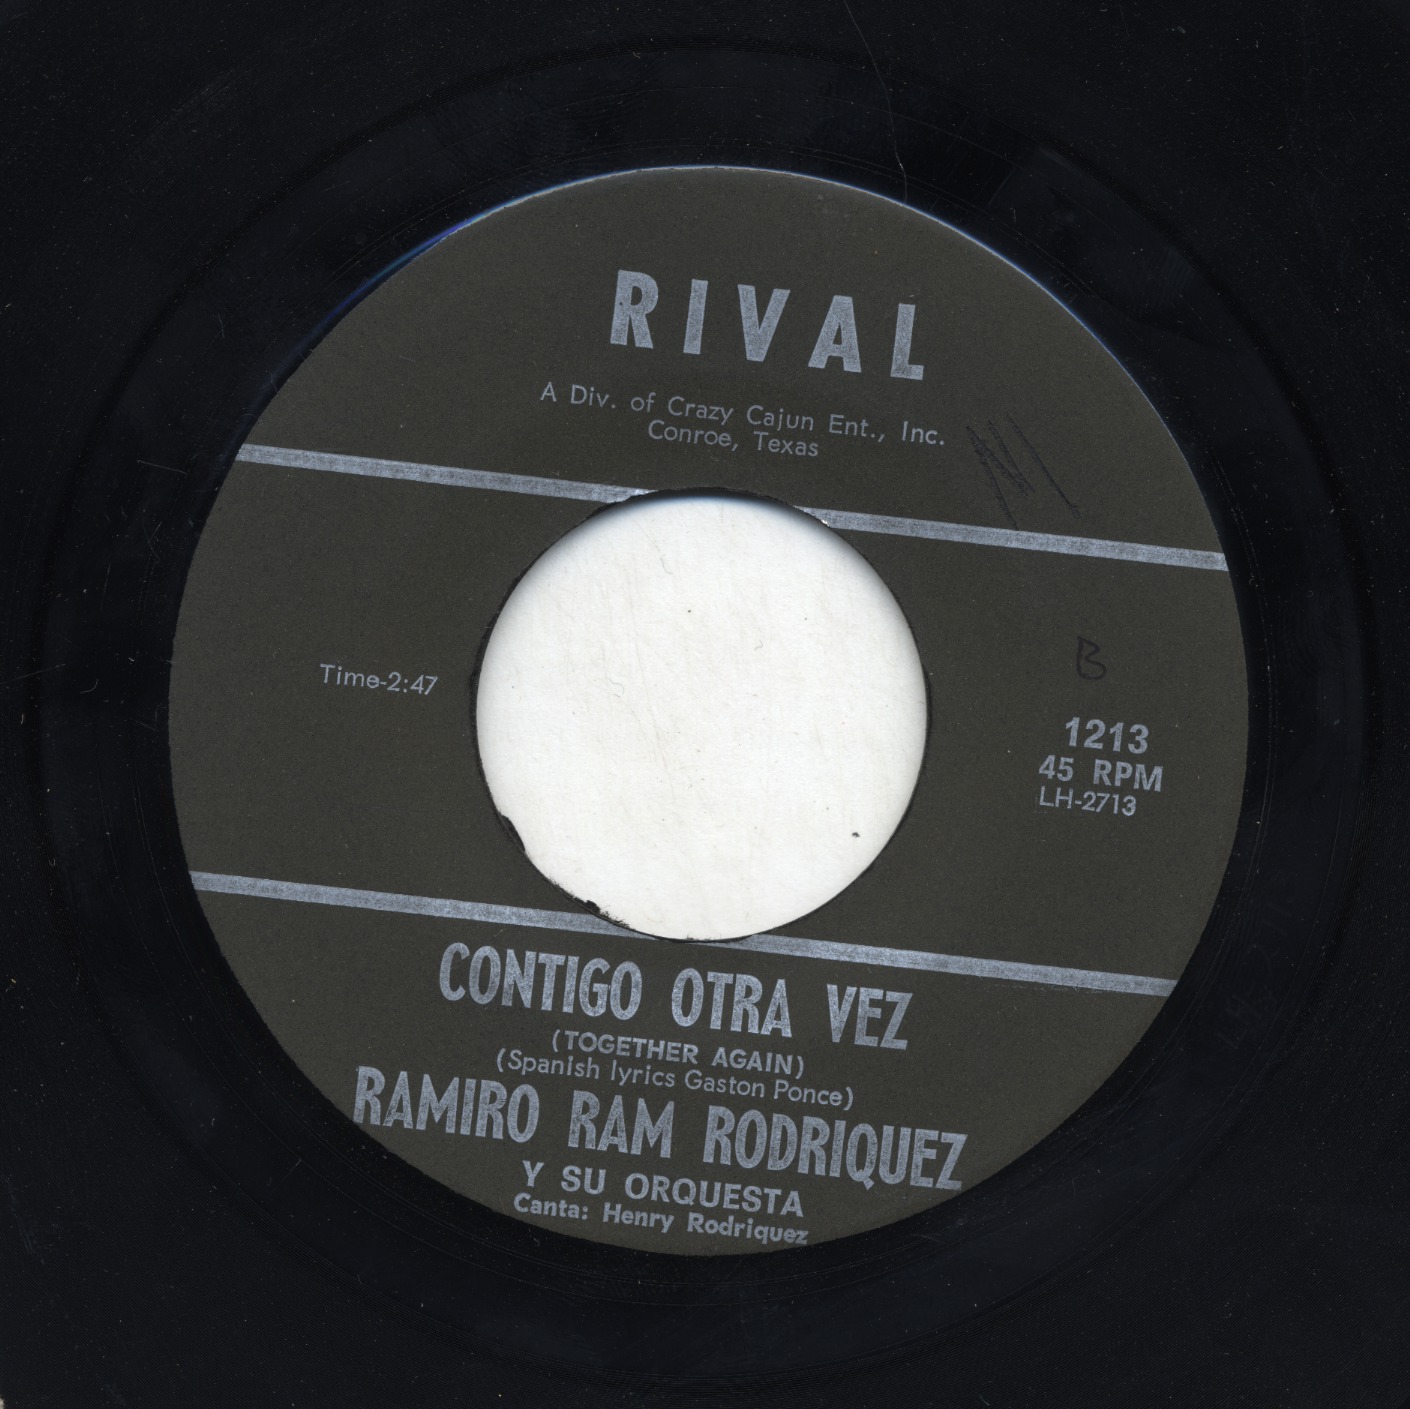 RIVAL
A Div. of Crazy Cajun Ent., Inc.
Conroe, Texas
Time-2:47
B
1213
45 RPM
LH-2713
CONTIGO OTRA VEZ
(TOGETHER AGAIN)
(Spanish lyrics Gaston Ponce)
RAMIRO RAM RODRIQUEZ
Y SU ORQUESTA
Canta: Henry Rodriquez